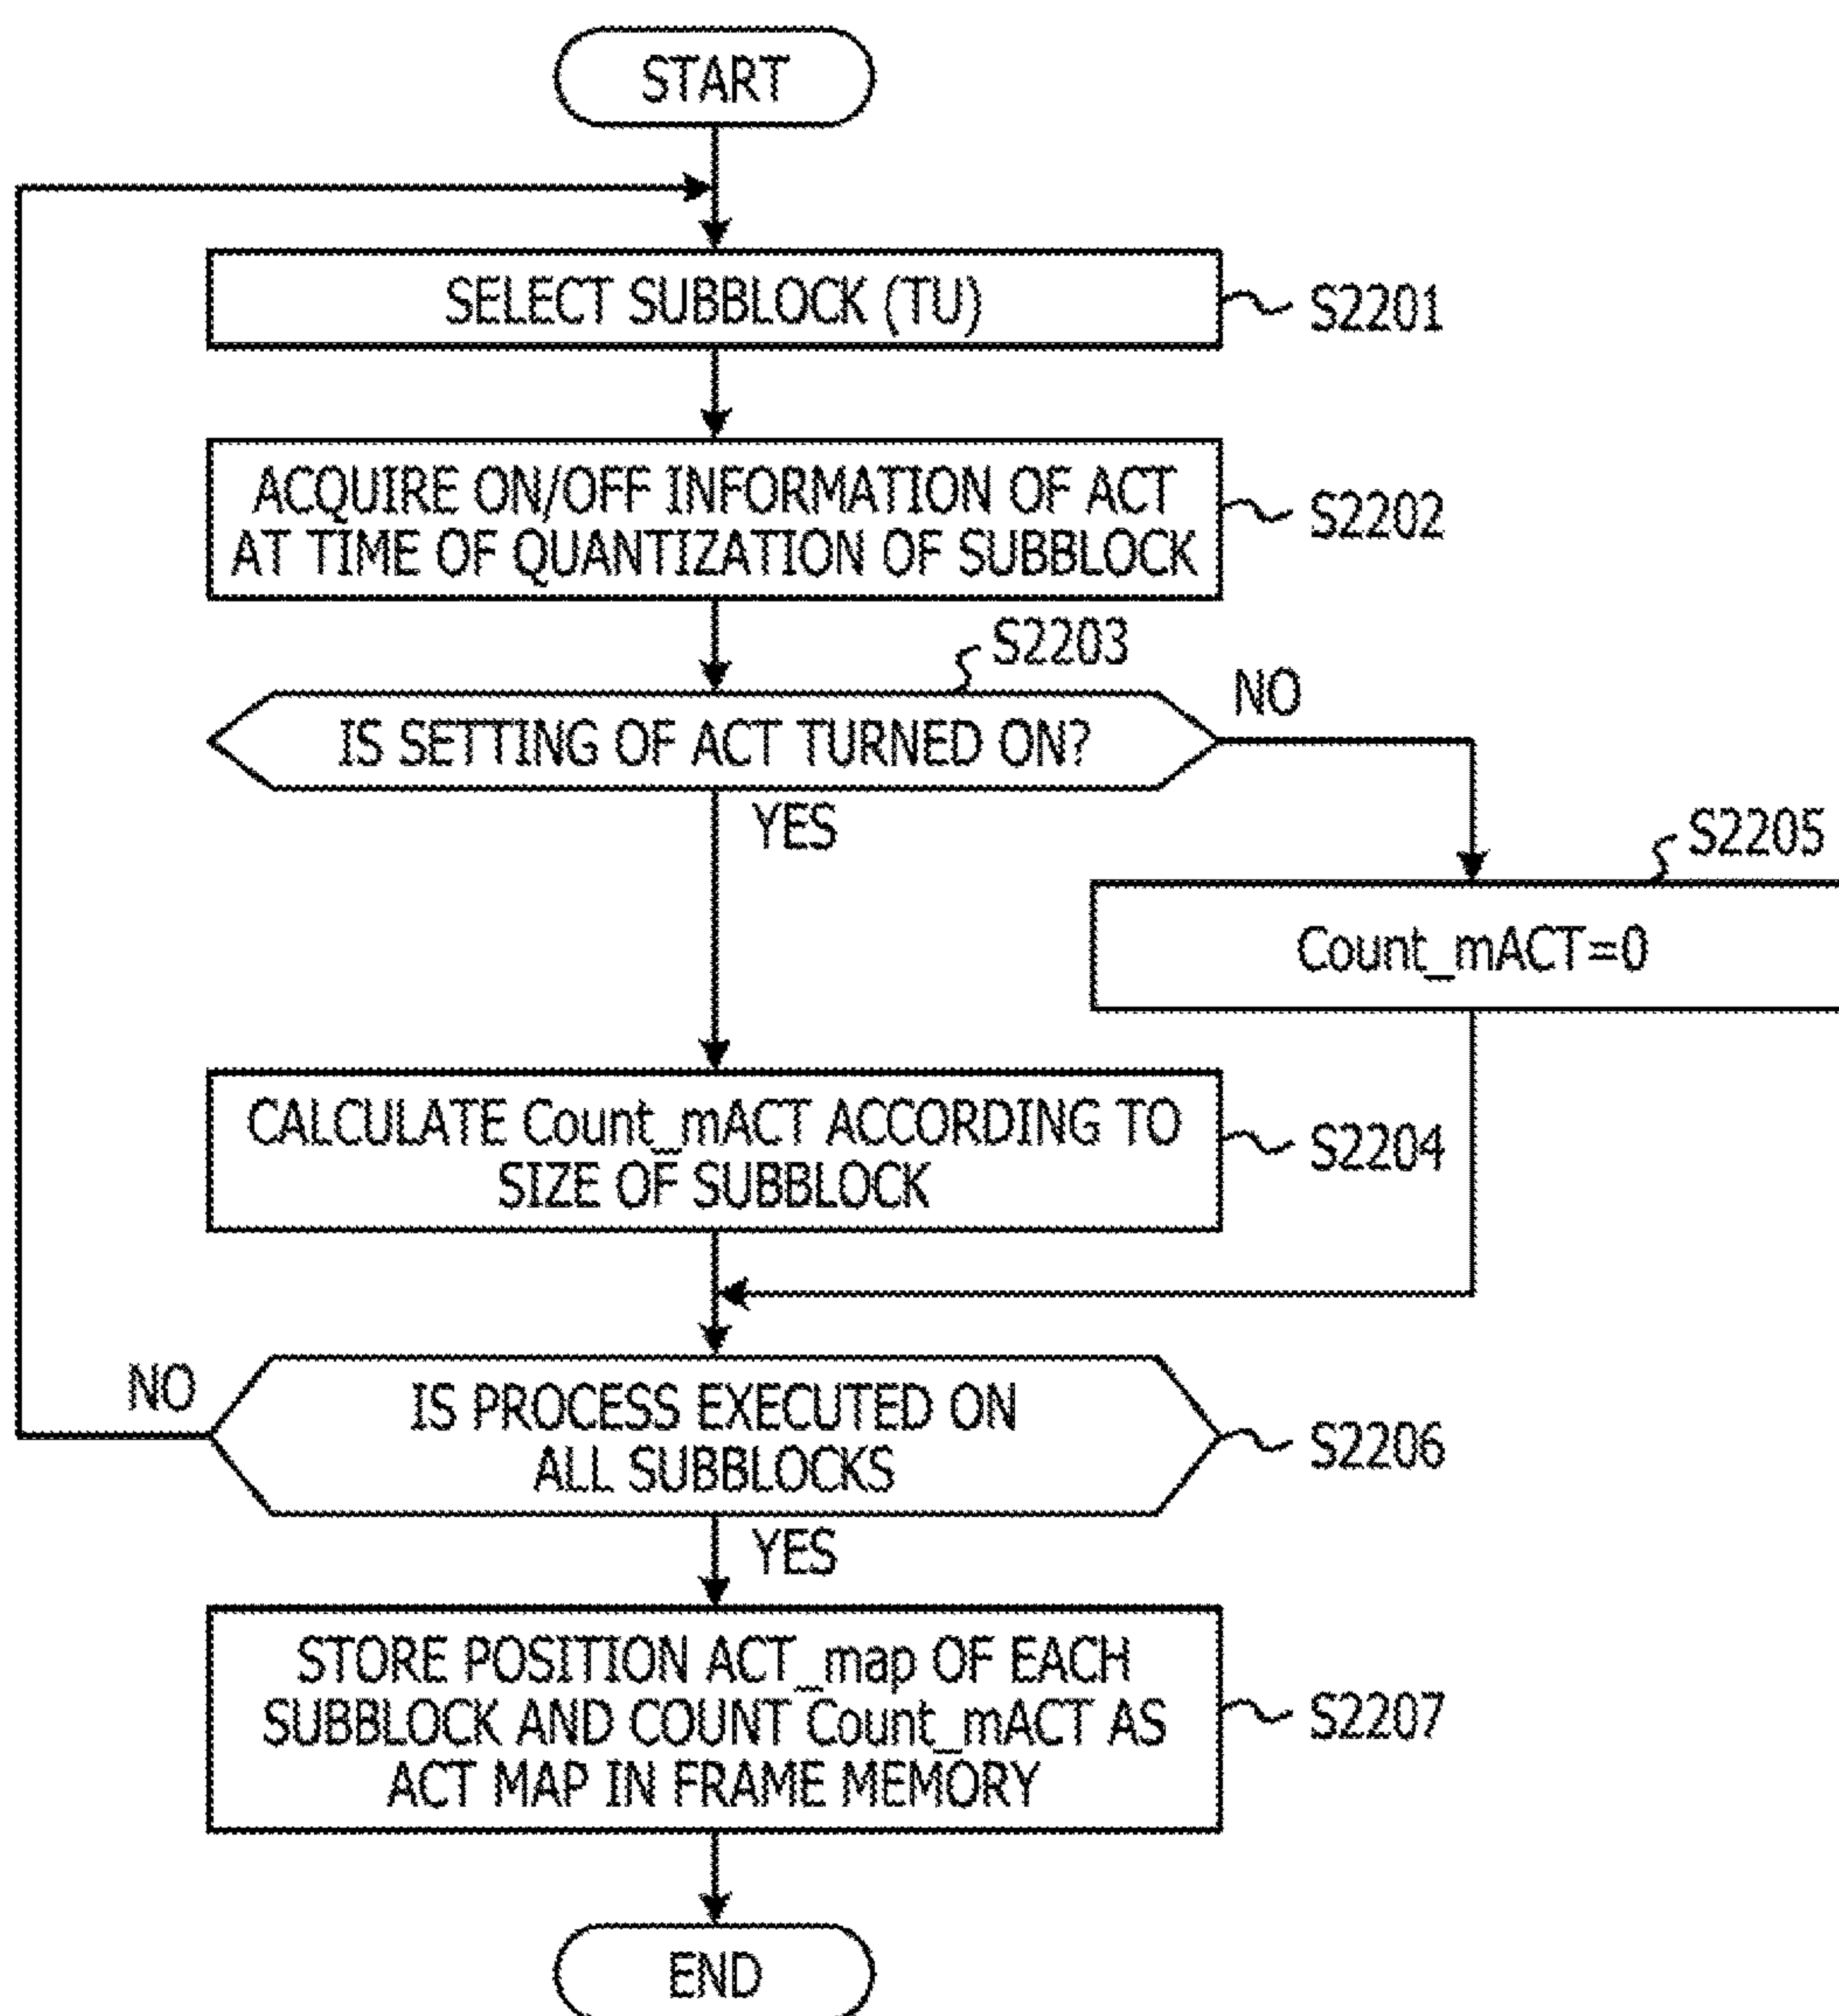 START
SELECT SUBBLOCK (TU)
S2201
ACQUIRE ON/OFF INFORMATION OF ACT
AT TIME OF QUANTIZATION OF SUBBLOCK
S2202
S2203
IS SETTING OF ACT TURNED ON?
NO
YES
S2205
Count_mACT=0
CALCULATE Count_mACT ACCORDING TO
SIZE OF SUBBLOCK
S2204
NO
IS PROCESS EXECUTED ON
ALL SUBBLOCKS
S2206
YES
STORE POSITION ACT_map OF EACH
SUBBLOCK AND COUNT Count_mACT AS
ACT MAP IN FRAME MEMORY
S2207
END